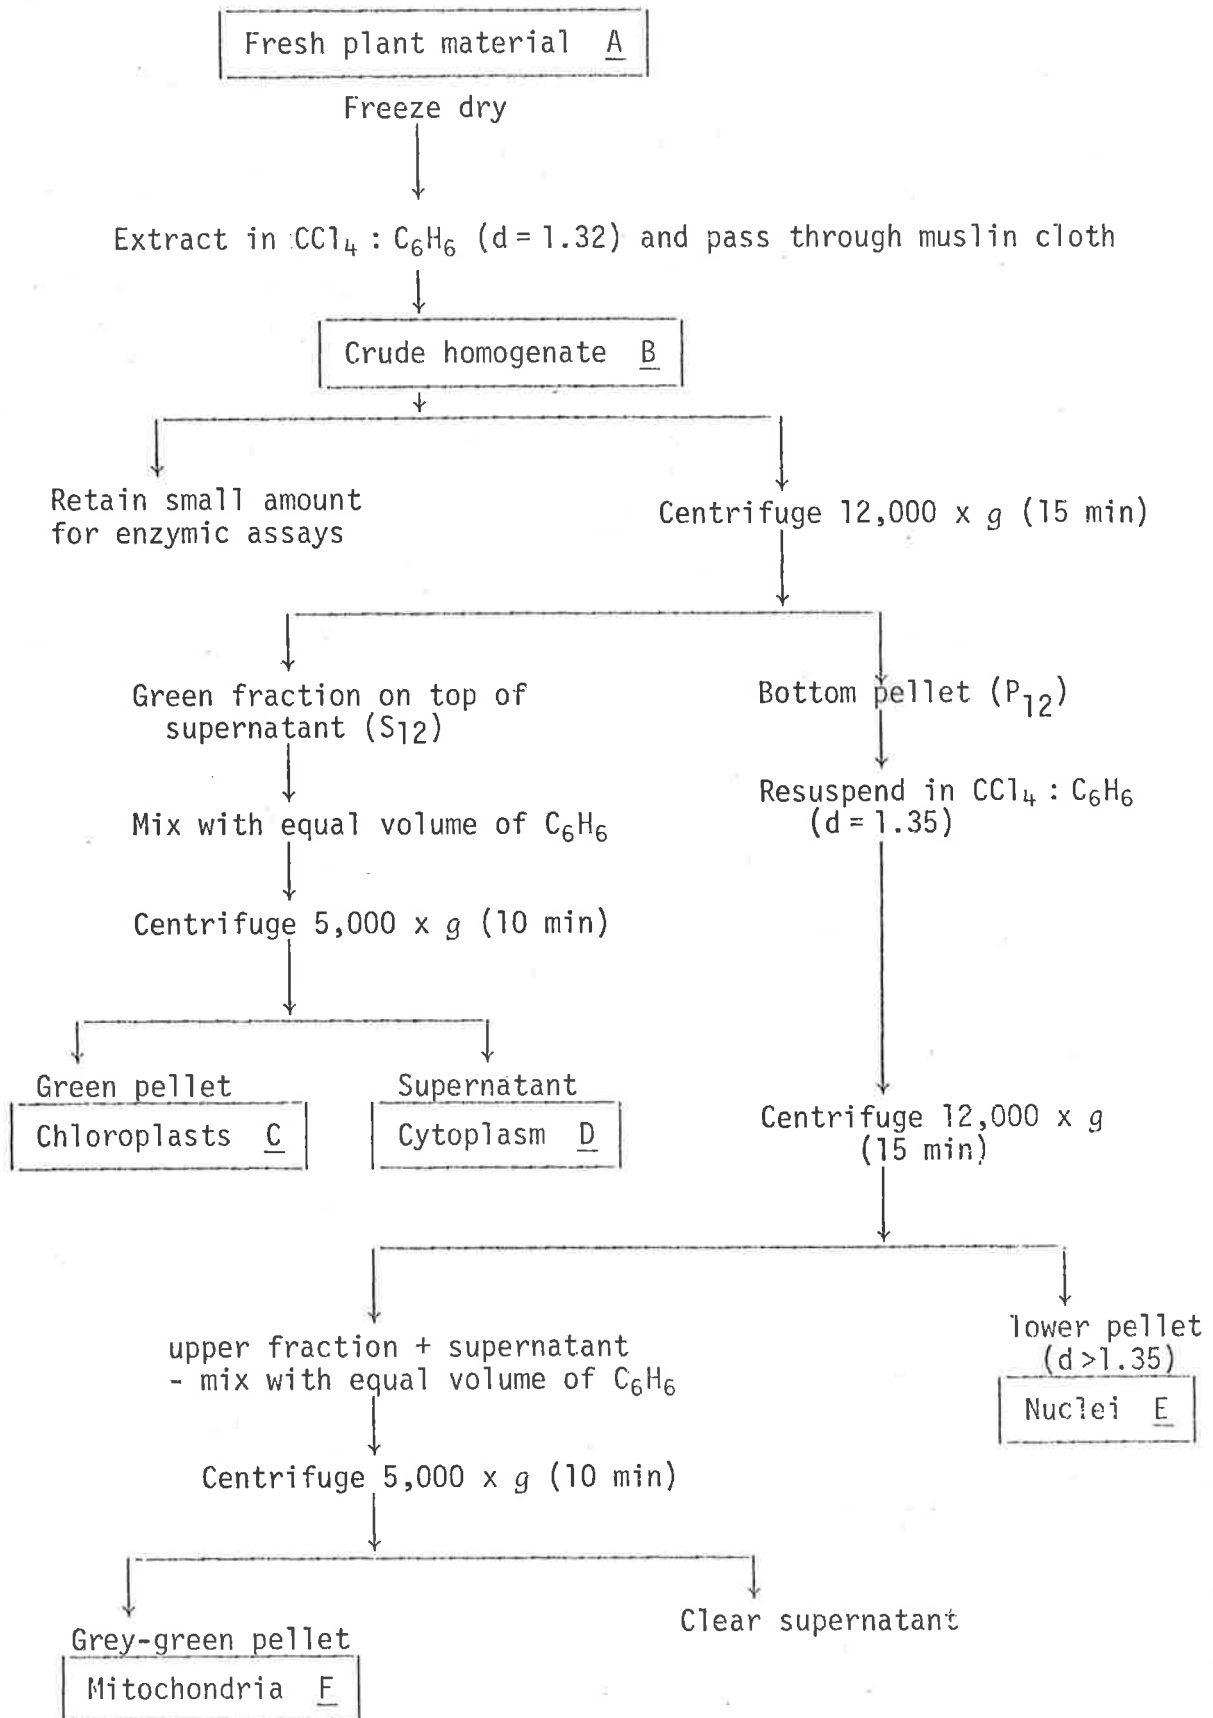 Fresh plant material A
Freeze dry
Extract in CCl₄ : C₆H₆ (d = 1.32) and pass through muslin cloth
Crude homogenate B
Retain small amount
for enzymic assays
Centrifuge 12,000 x g (15 min)
Green fraction on top of
supernatant (S12)
Bottom pellet (P₁₂)
Resuspend in CCl₄ : C₆H₆
(d = 1.35)
Mix with equal volume of C₆H₆
Centrifuge 5,000 x g (10 min)
Green pellet
Chloroplasts C
Supernatant
Cytoplasm D
Centrifuge 12,000 x g
(15 min)
upper fraction + supernatant
- mix with equal volume of C₆H₆
lower pellet
(d >1.35)
Nuclei E
Centrifuge 5,000 x g (10 min)
Grey-green pellet
Mitochondria F
Clear supernatant